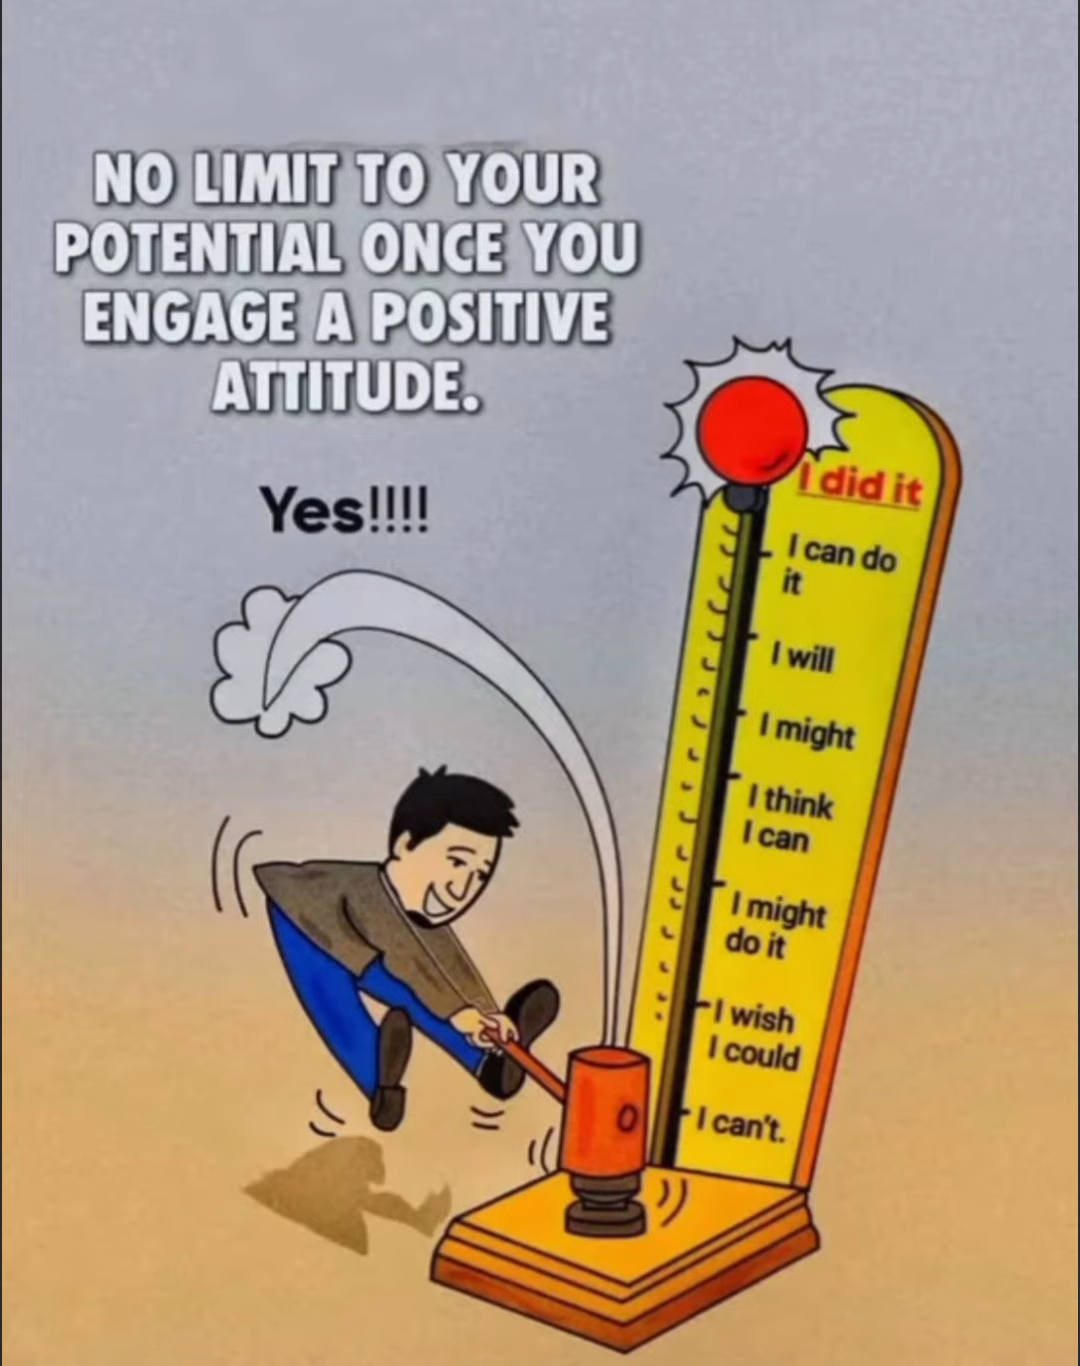 NO LIMIT TO YOUR
POTENTIAL ONCE YOU
ENGAGE A POSITIVE
ATTITUDE.
Yes!!!!
I did it
I can do
it
I will
I might
I think
I can
I might
do it
I wish
I could
I can't.